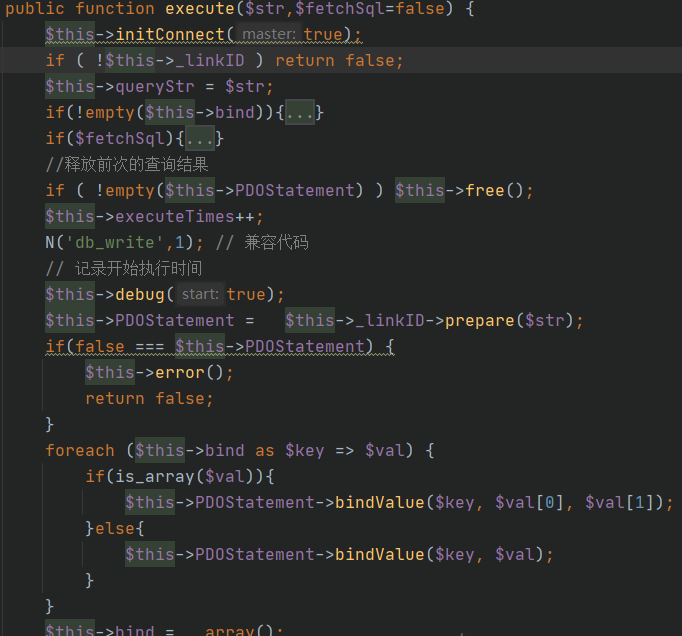 public function execute($str,$fetchSql=false) {
$this->initConnect( master: true);
if ( !$this->_linkID ) return false;
$this->queryStr = $str;
if(!empty($this->bind)){...}
if($fetchSql){...}
//释放前次的查询结果
if ( !empty($this->PDOStatement) ) $this->free();
$this->executeTimes++;
N('db_write',1); // 兼容代码
// 记录开始执行时间
$this->debug( start: true);
$this->PDOStatement =   $this->_linkID->prepare($str);
if(false === $this->PDOStatement) {
$this->error();
return false;
}
foreach ($this->bind as $key => $val) {
if(is_array($val)){
$this->PDOStatement->bindValue($key, $val[0], $val[1]);
}else{
$this->PDOStatement->bindValue($key, $val);
}
}
$this->bind =   array();